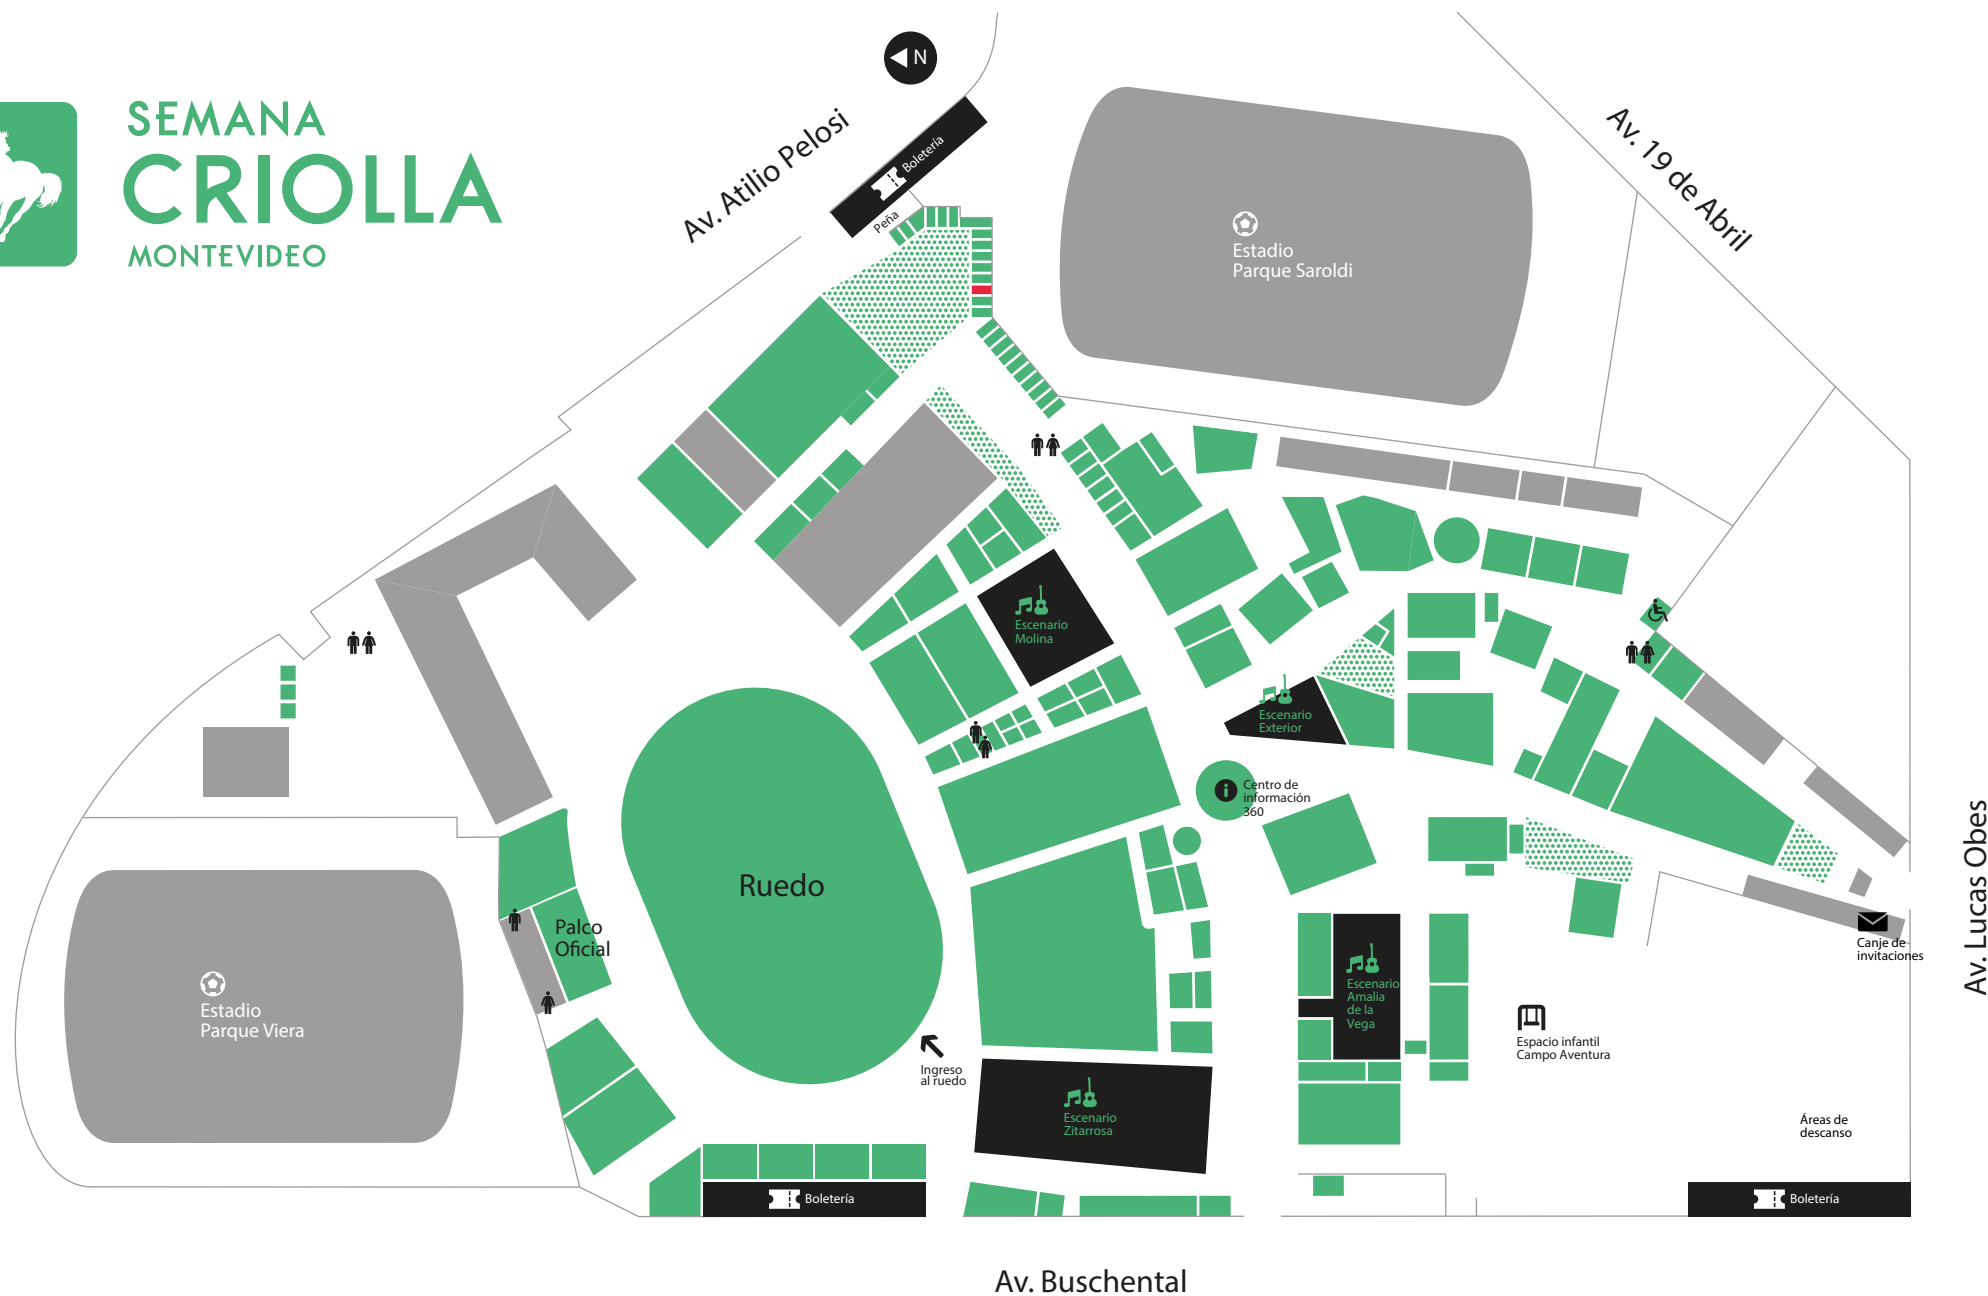 SEMANA
CRIOLLA
MONTEVIDEO
N
Av. Atilio Pelosi
Boletería
Peña
Estadio
Parque Saroldi
Av. 19 de Abril
Escenario
Molina
Escenario
Exterior
Centro de
información
360
Ruedo
Palco
Oficial
Estadio
Parque Viera
Ingreso
al ruedo
Escenario
Zitarrosa
Escenario
Amalia
de la
Vega
Espacio infantil
Campo Aventura
Canje de
invitaciones
Av. Lucas Obes
Áreas de
descanso
Boletería
Boletería
Av. Buschental